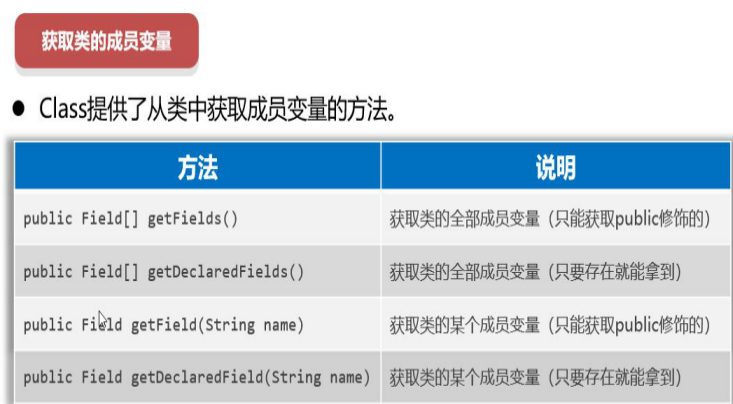 获取类的成员变量
● Class提供了从类中获取成员变量的方法。
方法 说明
public Field[] getFields() 获取类的全部成员变量（只能获取public修饰的）
public Field[] getDeclaredFields() 获取类的全部成员变量（只要存在就能拿到）
public Field getField(String name) 获取类的某个成员变量（只能获取public修饰的）
public Field getDeclaredField(String name) 获取类的某个成员变量（只要存在就能拿到）